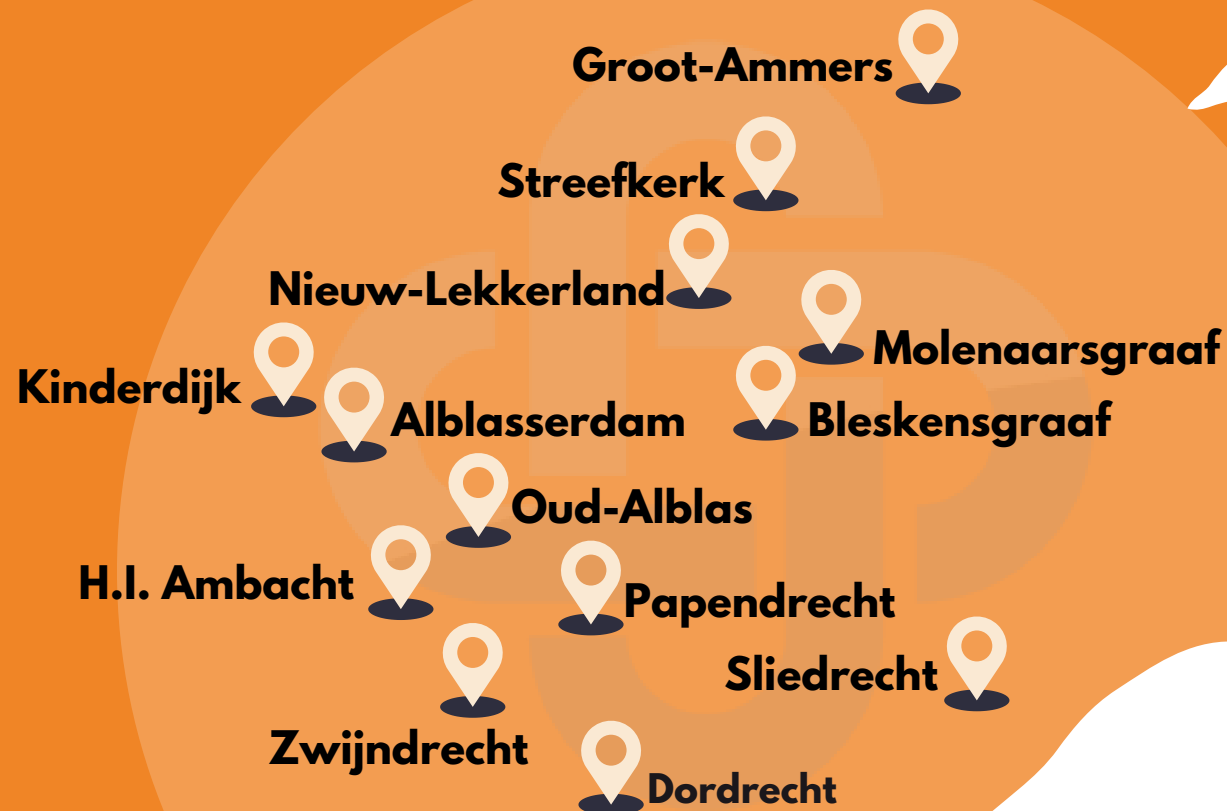 Groot-Ammers
Streefkerk
Nieuw-Lekkerland
Molenaarsgraaf
Kinderdijk
Alblasserdam
Bleskensgraaf
Oud-Alblas
H.I. Ambacht
Papendrecht
Sliedrecht
Zwijndrecht
Dordrecht